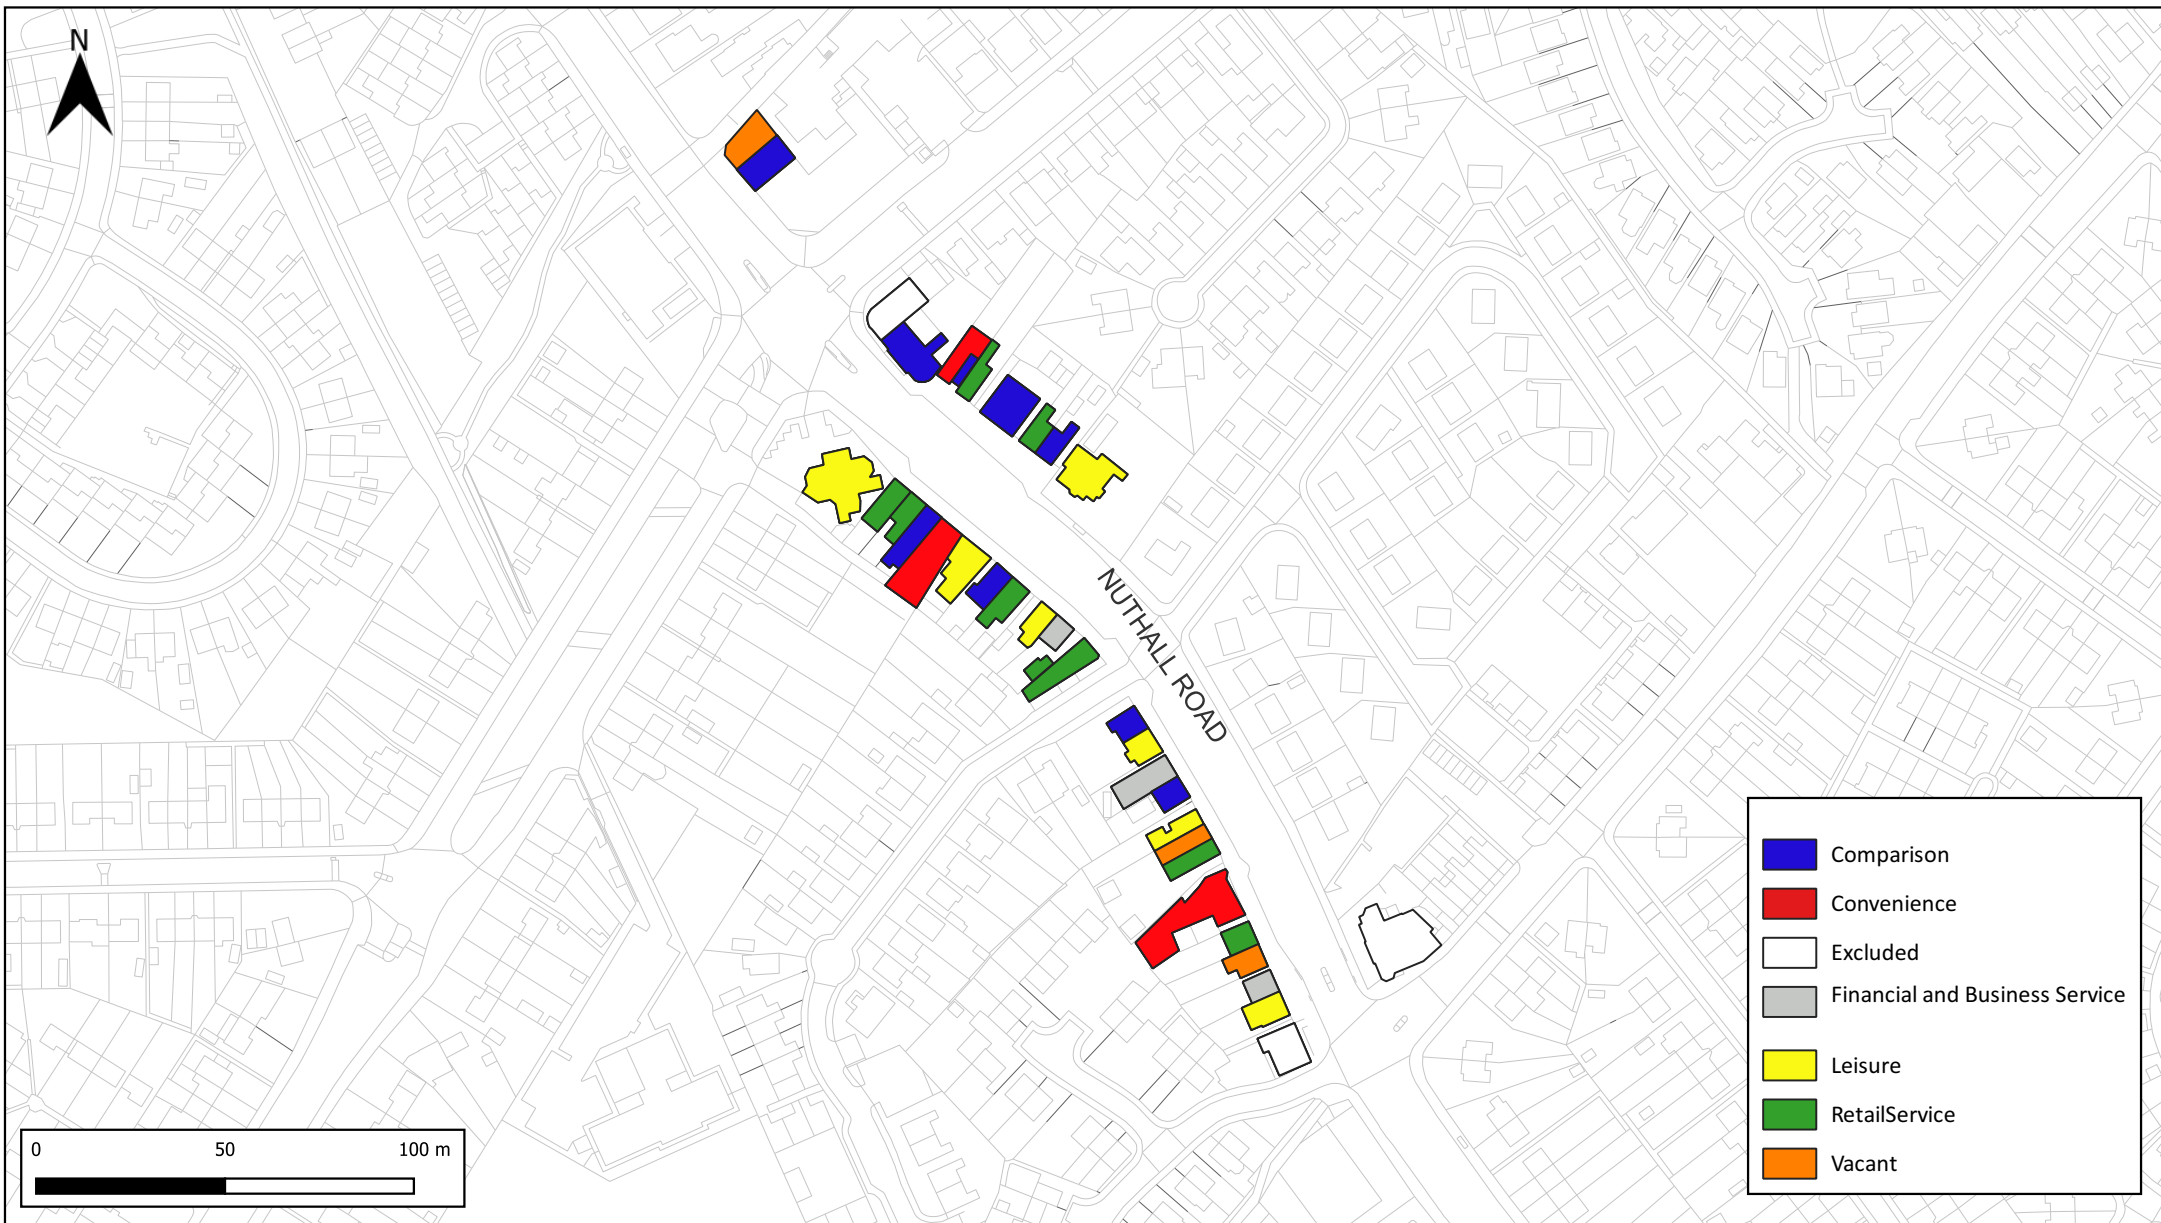 N
NUTHALL ROAD
Comparison
Convenience
Excluded
Financial and Business Service
Leisure
RetailService
Vacant
0 50 100 m